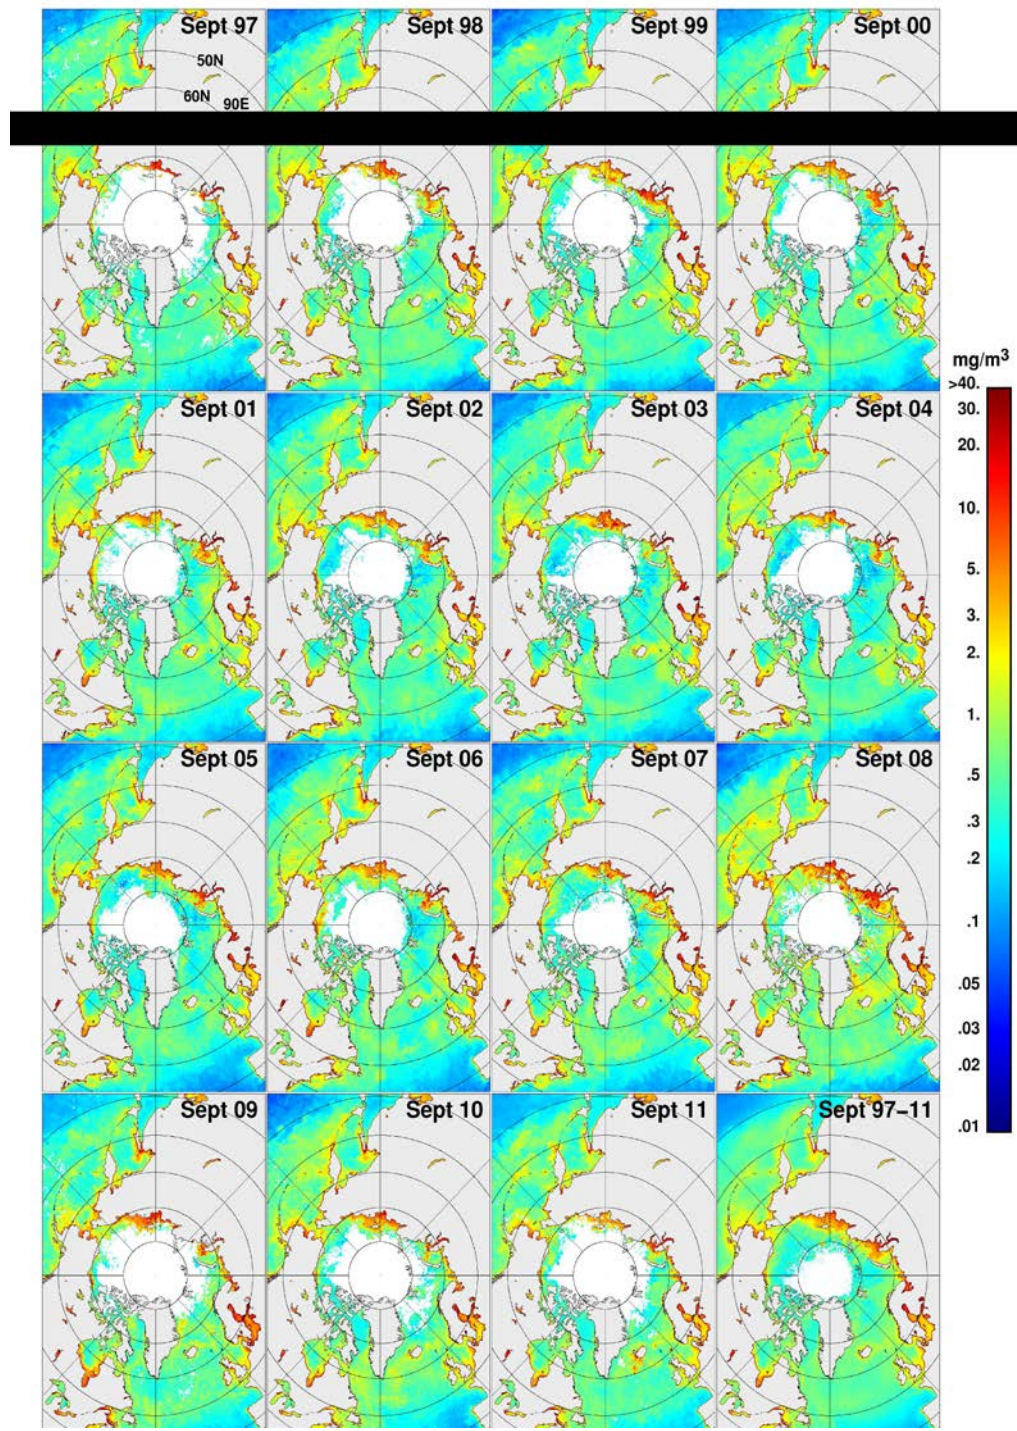 Sept 97
Sept 98
Sept 99
Sept 00
50N
60N
90E
mg/m³
>40.
30.
20.
10.
5.
3.
2.
1.
.5
.3
.2
.1
.05
.03
.02
.01
Sept 01
Sept 02
Sept 03
Sept 04
Sept 05
Sept 06
Sept 07
Sept 08
Sept 09
Sept 10
Sept 11
Sept 97–11